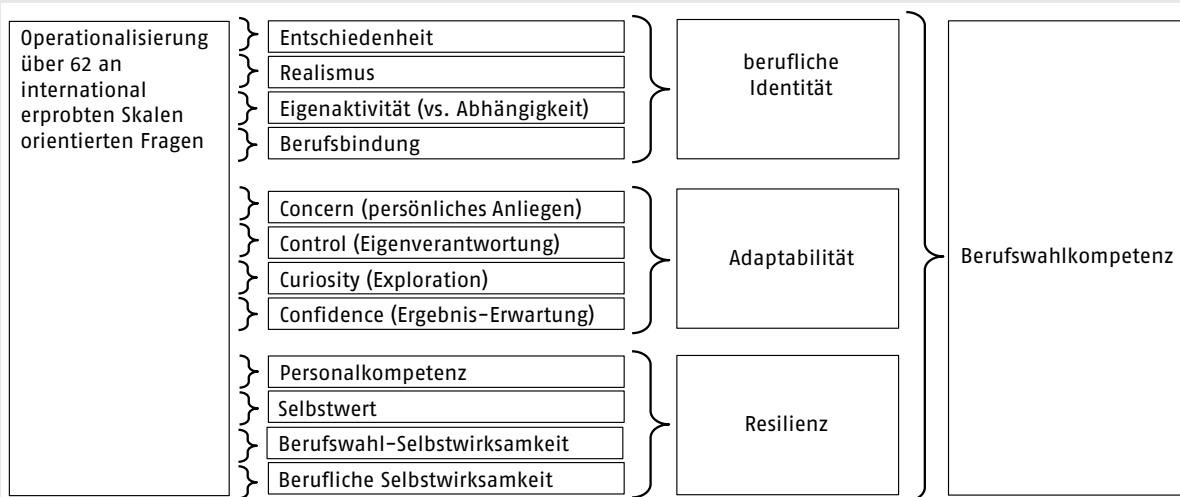 Operationalisierung
über 62 an
international
erprobten Skalen
orientierten Fragen
Entschiedenheit
Realismus
Eigenaktivität (vs. Abhängigkeit)
Berufsbindung
berufliche
Identität
Concern (persönliches Anliegen)
Control (Eigenverantwortung)
Curiosity (Exploration)
Confidence (Ergebnis-Erwartung)
Adaptabilität
Personalkompetenz
Selbstwert
Berufswahl-Selbstwirksamkeit
Berufliche Selbstwirksamkeit
Resilienz
Berufswahlkompetenz